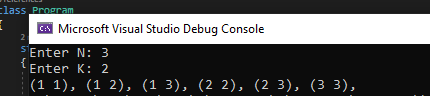 class Program
Microsoft Visual Studio Debug Console
Enter N: 3
Enter K: 2
(1 1), (1 2), (1 3), (2 2), (2 3), (3 3),